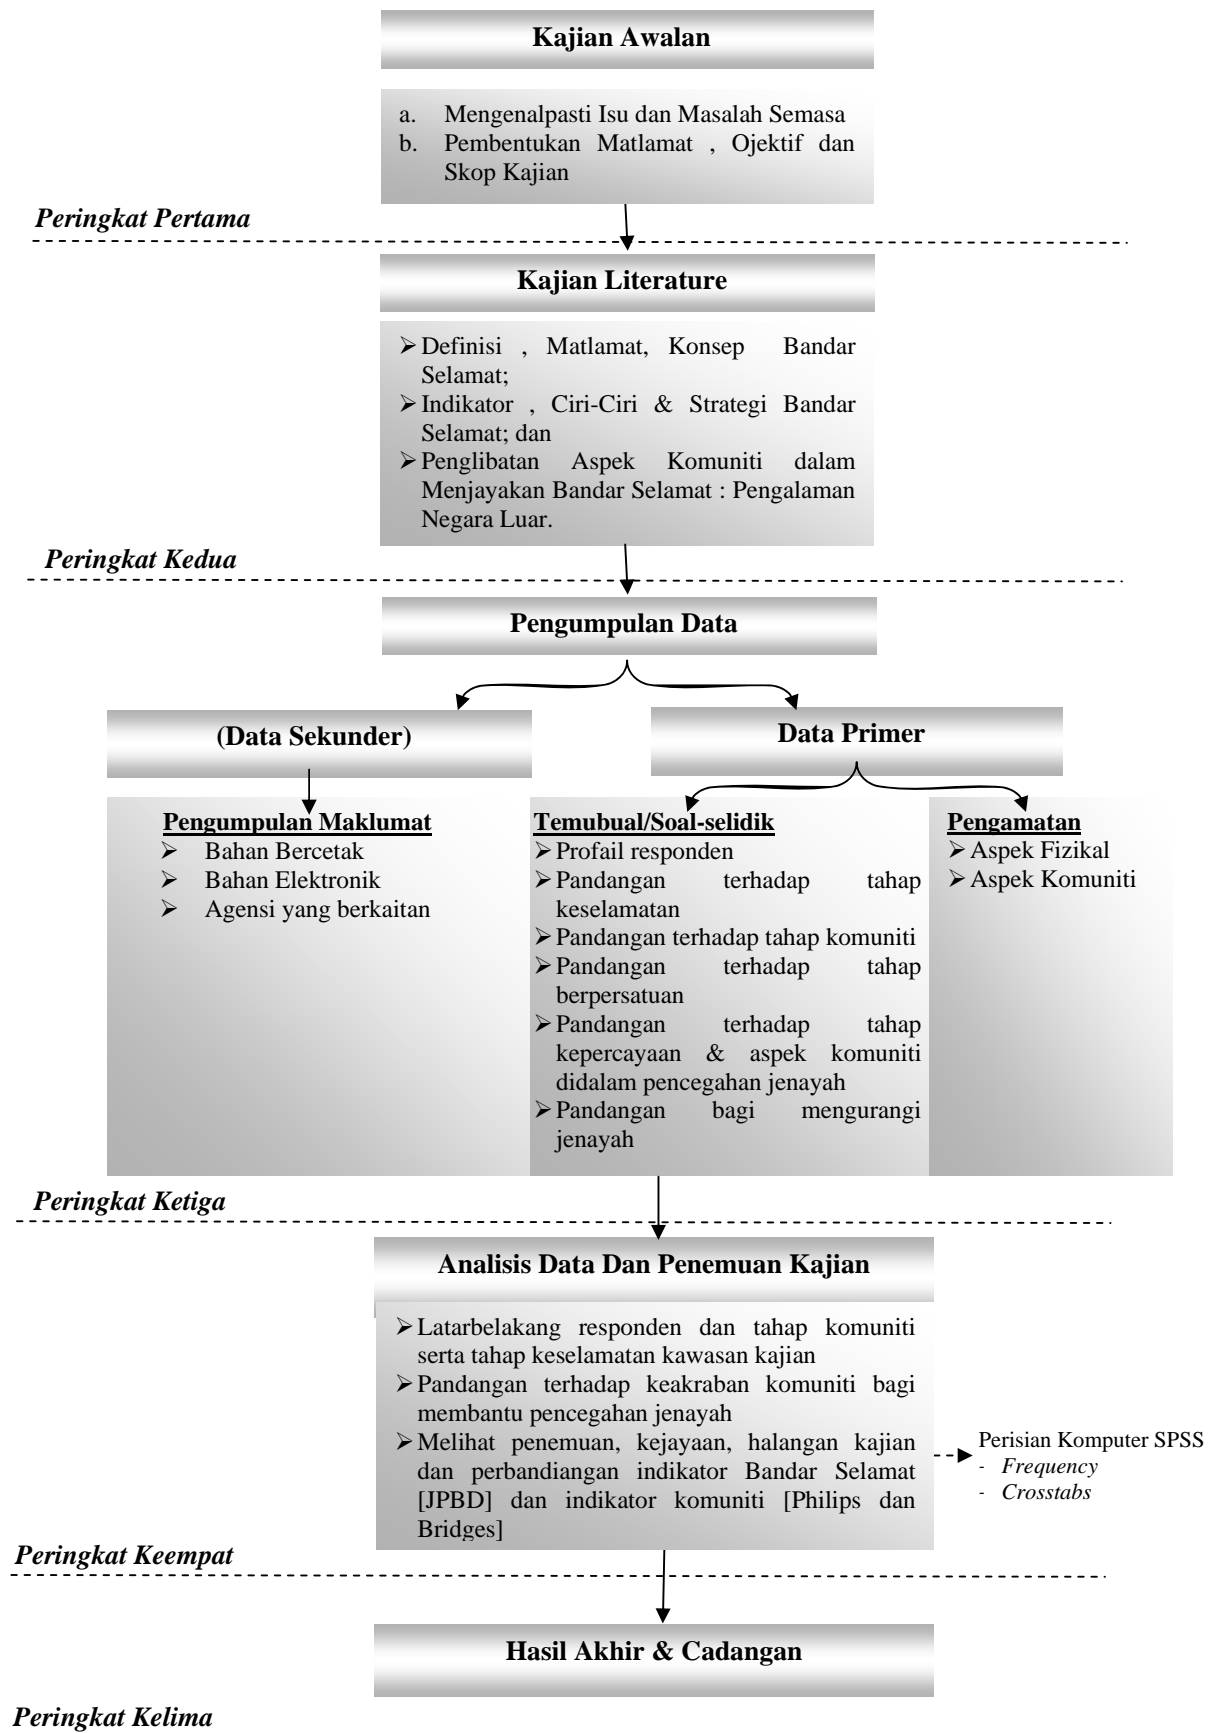 Kajian Awalan
a. Mengenalpasti Isu dan Masalah Semasa
b. Pembentukan Matlamat , Ojektif dan
Skop Kajian
Peringkat Pertama
Kajian Literature
➢ Definisi , Matlamat, Konsep Bandar
Selamat;
➢ Indikator , Ciri-Ciri & Strategi Bandar
Selamat; dan
➢ Penglibatan Aspek Komuniti dalam
Menjayakan Bandar Selamat : Pengalaman
Negara Luar.
Peringkat Kedua
Pengumpulan Data
(Data Sekunder)
Data Primer
Pengumpulan Maklumat
➢ Bahan Bercetak
➢ Bahan Elektronik
➢ Agensi yang berkaitan
Temubual/Soal-selidik
➢ Profail responden
➢ Pandangan terhadap tahap
keselamatan
➢ Pandangan terhadap tahap komuniti
➢ Pandangan terhadap tahap
berpersatuan
➢ Pandangan terhadap tahap
kepercayaan & aspek komuniti
didalam pencegahan jenayah
➢ Pandangan bagi mengurangi
jenayah
Pengamatan
➢ Aspek Fizikal
➢ Aspek Komuniti
Peringkat Ketiga
Analisis Data Dan Penemuan Kajian
➢ Latarbelakang responden dan tahap komuniti
serta tahap keselamatan kawasan kajian
➢ Pandangan terhadap keakraban komuniti bagi
membantu pencegahan jenayah
➢ Melihat penemuan, kejayaan, halangan kajian
dan perbandiangan indikator Bandar Selamat
[JPBD] dan indikator komuniti [Philips dan
Bridges]
Perisian Komputer SPSS
- Frequency
- Crosstabs
Peringkat Keempat
Hasil Akhir & Cadangan
Peringkat Kelima